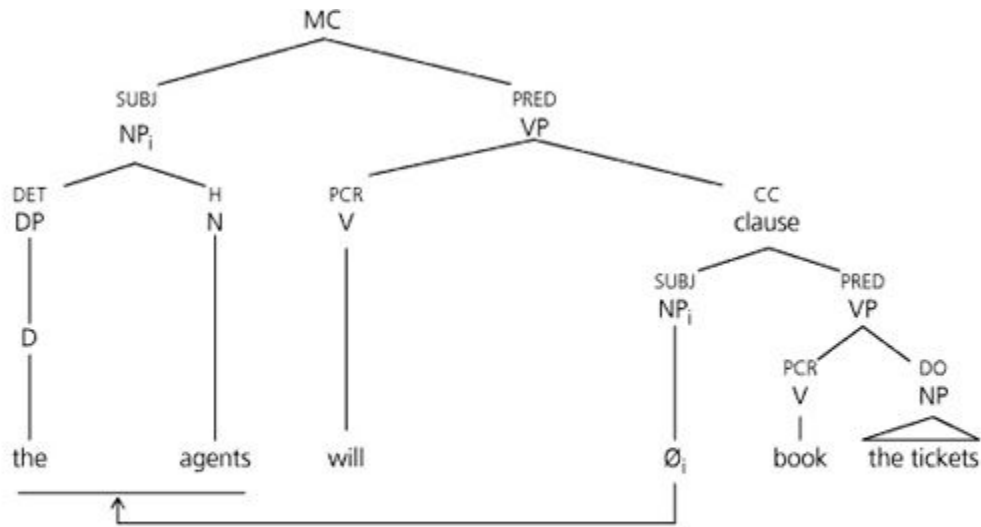 MC
SUBJ PRED
NPi VP
DET H PCR CC
DP N V clause
SUBJ PRED
NPi VP
D
PCR DO
V NP
the agents will Øi book the tickets